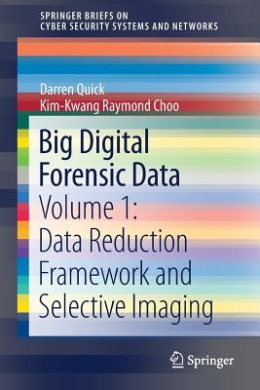 SPRINGER BRIEFS ON
CYBER SECURITY SYSTEMS AND NETWORKS
Darren Quick
Kim-Kwang Raymond Choo
Big Digital
Forensic Data
Volume 1:
Data Reduction
Framework and
Selective Imaging
Springer